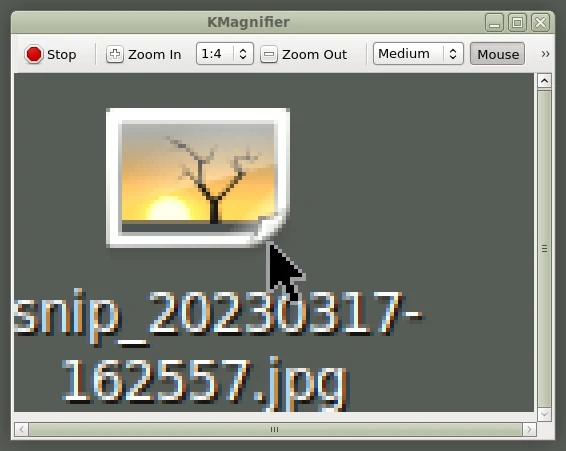 KMagnifier
Stop Zoom In 1:4 Zoom Out Medium Mouse »
snip_20230317-
162557.jpg